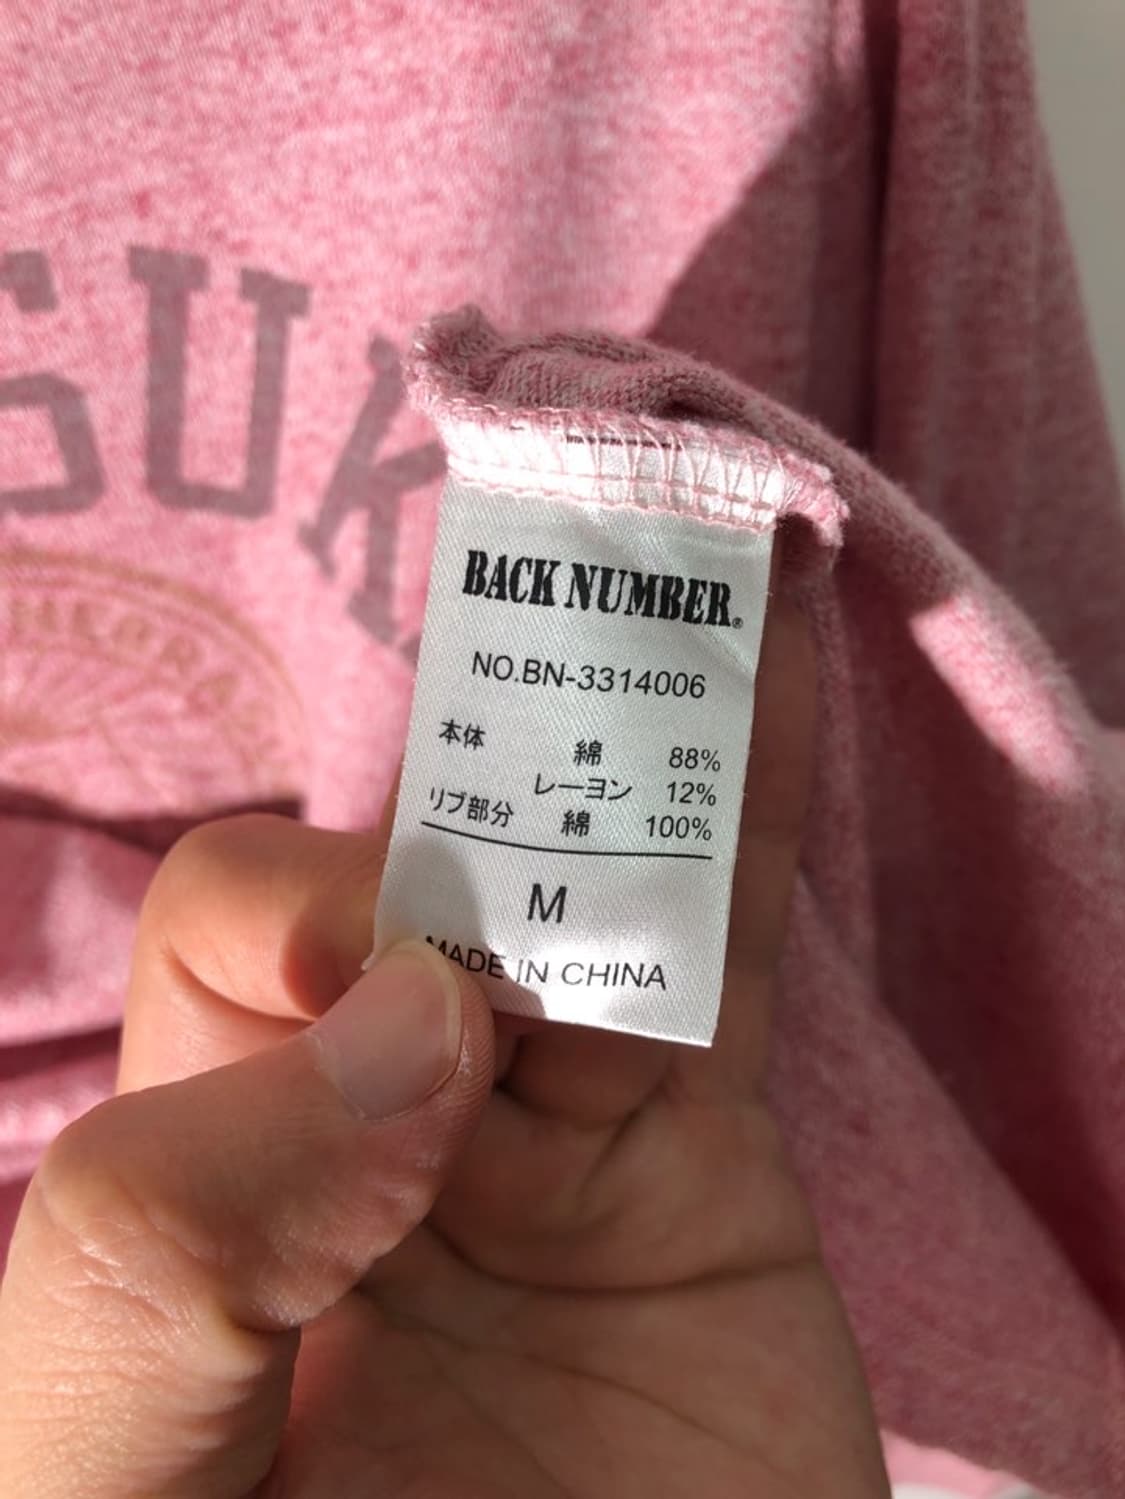 SUK
BACK NUMBER®
NO.BN-3314006
本体 綿 88%
レーヨン 12%
リブ部分 綿 100%
M
MADE IN CHINA